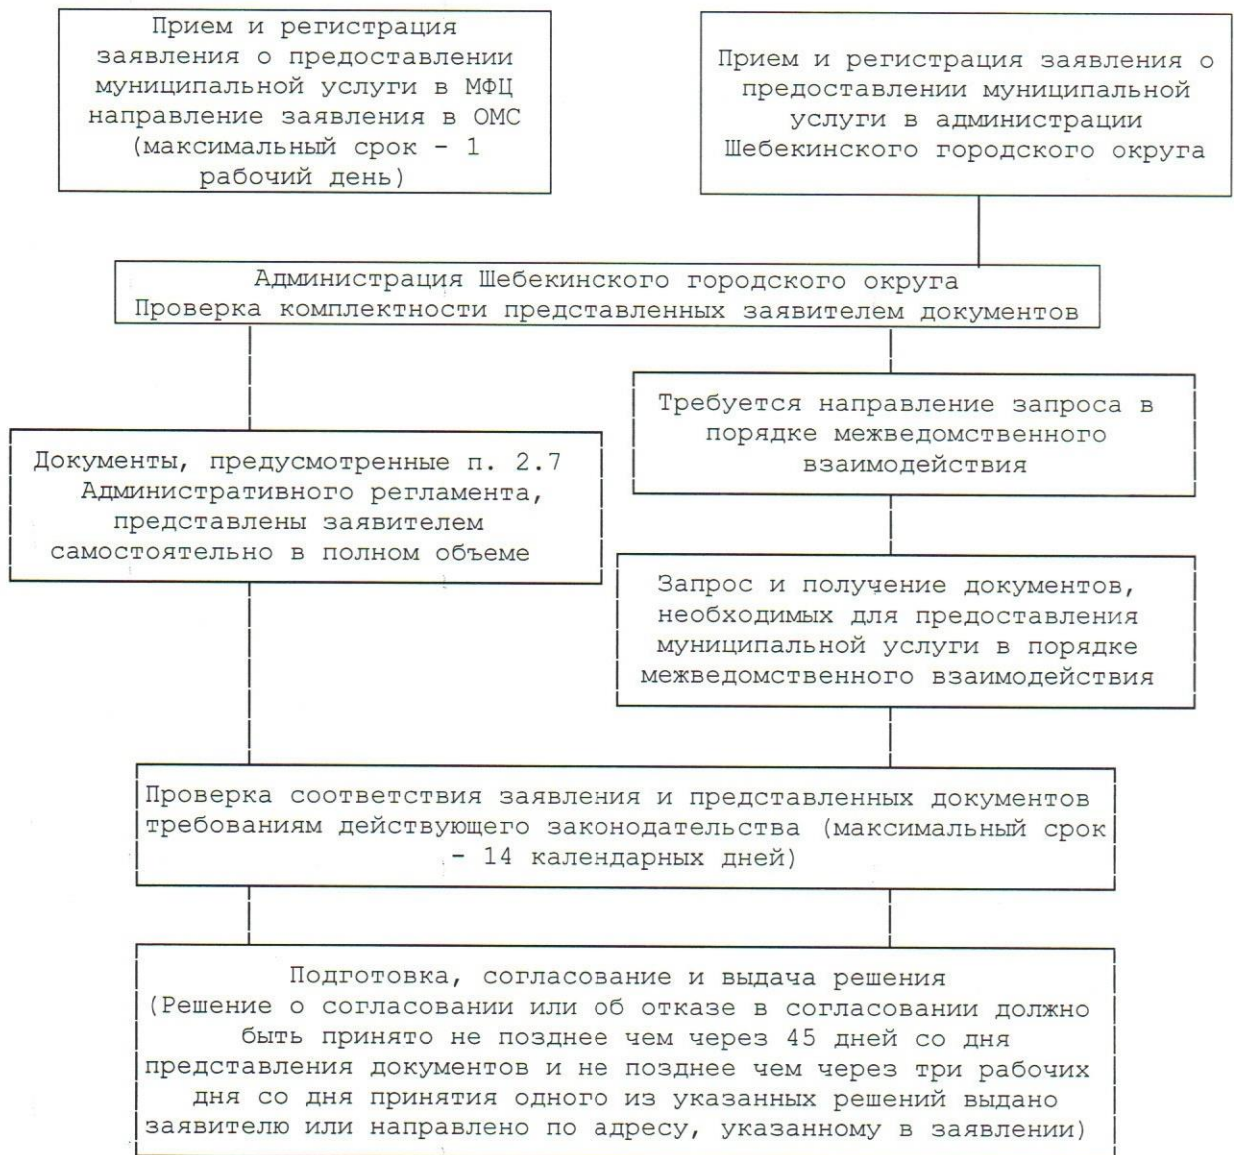 Прием и регистрация
заявления о предоставлении
муниципальной услуги в МФЦ
направление заявления в ОМС
(максимальный срок - 1
рабочий день)
Прием и регистрация заявления о
предоставлении муниципальной
услуги в администрации
Шебекинского городского округа
Администрация Шебекинского городского округа
Проверка комплектности представленных заявителем документов
Требуется направление запроса в
порядке межведомственного
взаимодействия
Документы, предусмотренные п. 2.7
Административного регламента,
представлены заявителем
самостоятельно в полном объеме
Запрос и получение документов,
необходимых для предоставления
муниципальной услуги в порядке
межведомственного взаимодействия
Проверка соответствия заявления и представленных документов
требованиям действующего законодательства (максимальный срок
- 14 календарных дней)
Подготовка, согласование и выдача решения
(Решение о согласовании или об отказе в согласовании должно
быть принято не позднее чем через 45 дней со дня
представления документов и не позднее чем через три рабочих
дня со дня принятия одного из указанных решений выдано
заявителю или направлено по адресу, указанному в заявлении)